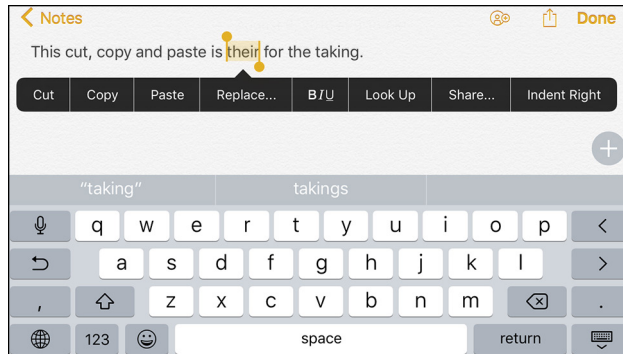 Notes
Done
This cut, copy and paste is their for the taking.
Cut Copy Paste Replace... BIU Look Up Share... Indent Right
"taking" takings
q w e r t y u i o p <
a s d f g h j k l >
, z x c v b n m .
123 space return